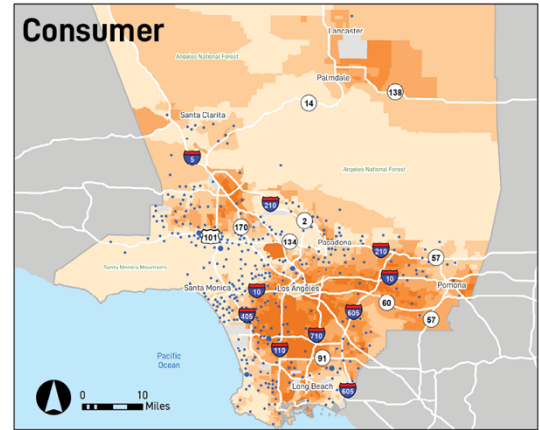 Consumer
Lancaster
Angeles National Forest
Palmdale
138
14
Santa Clarita
5
Angeles National Forest
210
2
170
101
134
Pasadena
210
57
10
Pomona
Santa Monica Mountains
Santa Monica
10
Los Angeles
60
405
605
57
710
110
91
Pacific
Ocean
Long Beach
605
0 10
Miles